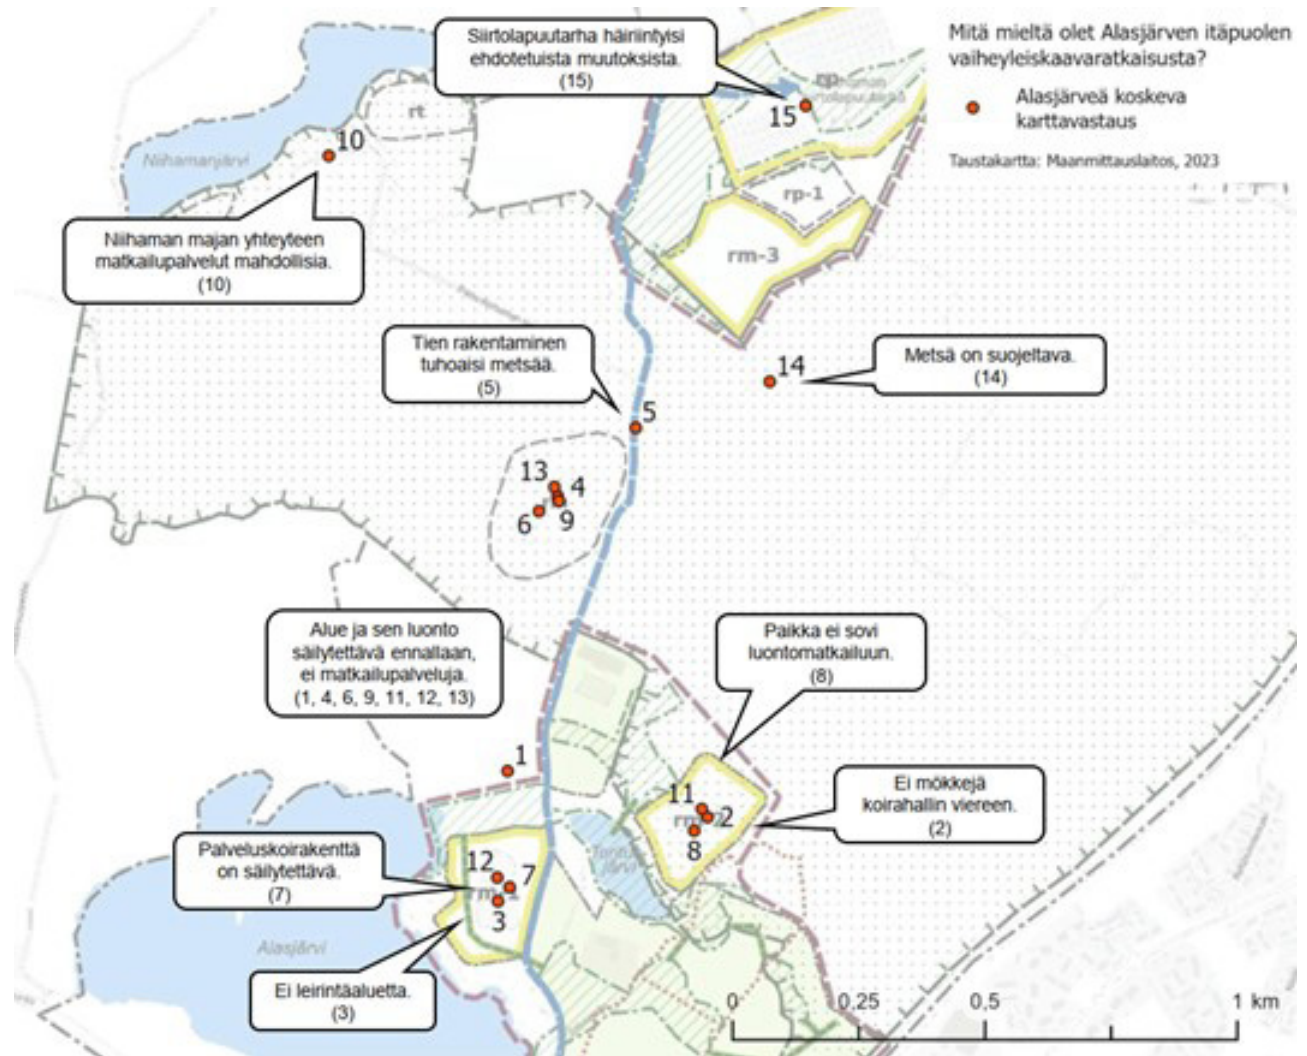 Siirtolapuutarha häiriintyisi
ehdotetuista muutoksista.
(15)
Mitä mieltä olet Alasjärven itäpuolen
vaiheyleiskaavaratkaisusta?
Alasjärveä koskeva
karttavastaus
Taustakartta: Maanmittauslaitos, 2023
rt
15
10
Niihamanjärvi
rp-1
Niihaman majan yhteyteen
matkailupalvelut mahdollisia.
(10)
rm-3
Tien rakentaminen
tuhoaisi metsää.
(5)
14
Metsä on suojeltava.
(14)
5
13
4
6
9
Alue ja sen luonto
säilytettävä ennallaan,
ei matkailupalveluja.
(1, 4, 6, 9, 11, 12, 13)
Paikka ei sovi
luontomatkailuun.
(8)
1
Ei mökkejä
koirahallin viereen.
(2)
11
2
8
Palveluskoirakenttä
on säilytettävä.
(7)
12
7
3
Alasjärvi
Ei leirintäaluetta.
(3)
0
0,25
0,5
1 km